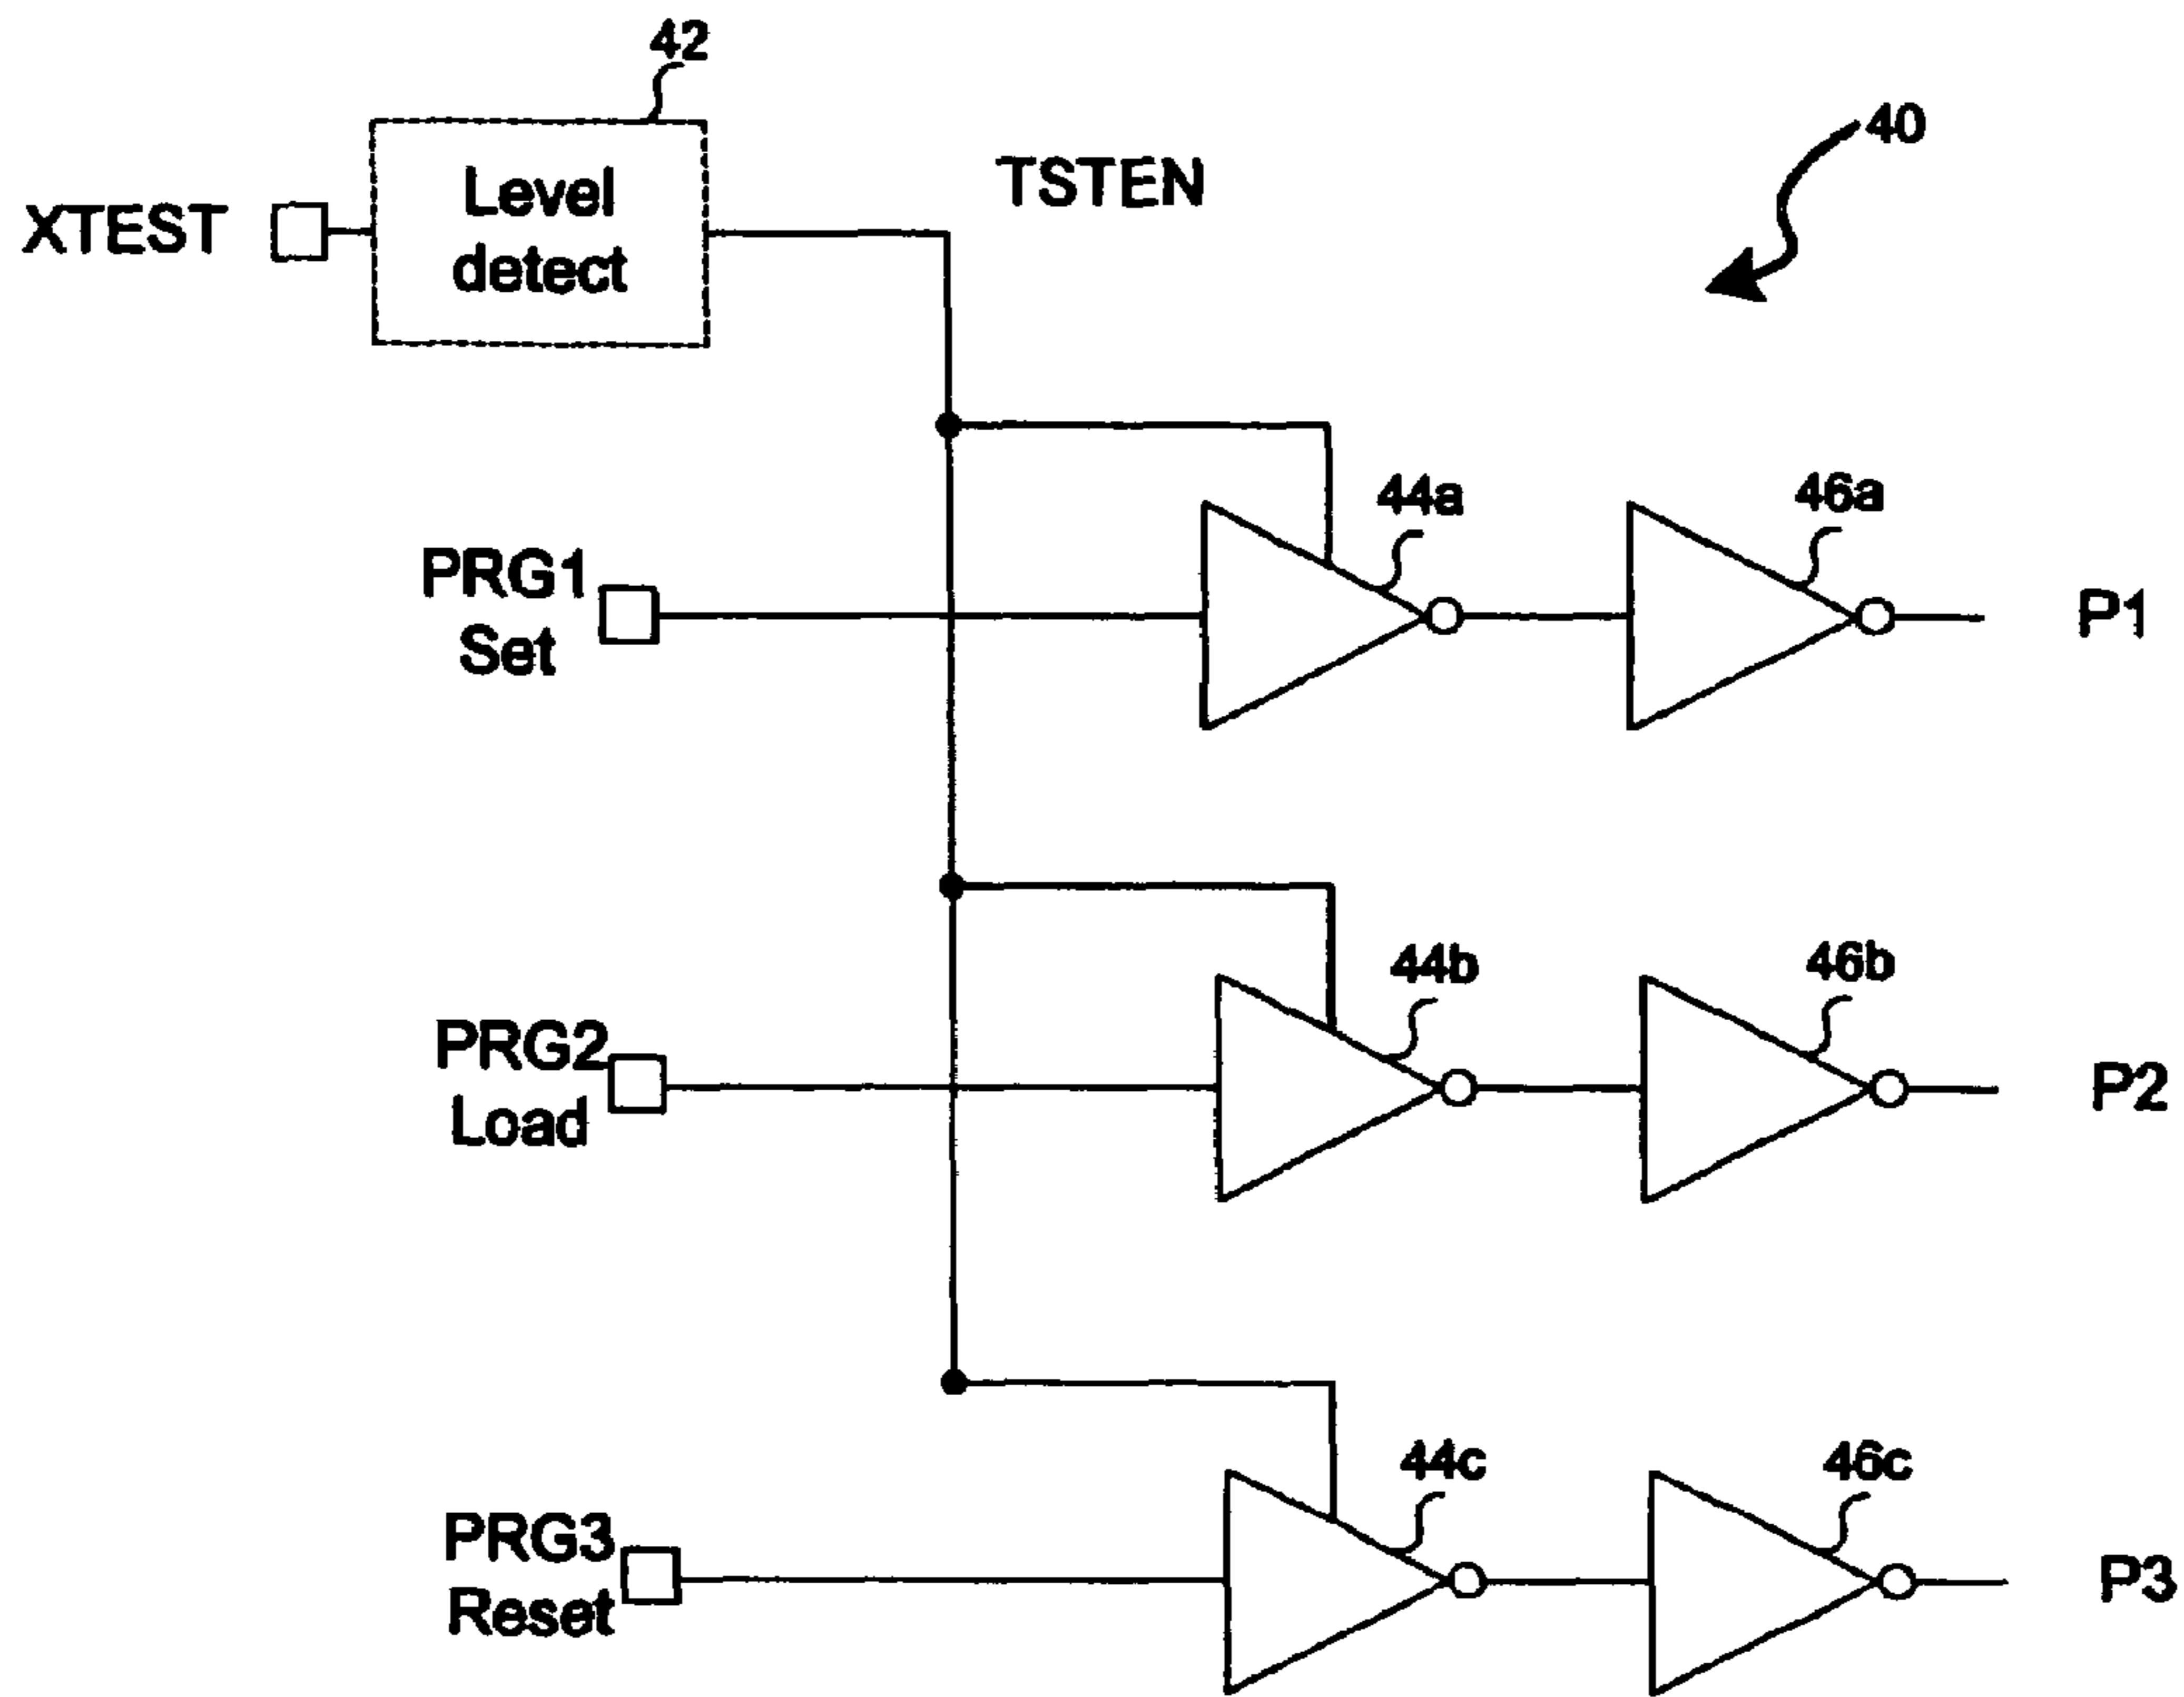 42
40
TSTEN
Level
detect
XTEST
44a
46a
PRG1
Set
P1
44b
46b
PRG2
Load
P2
44c
46c
PRG3
Reset
P3